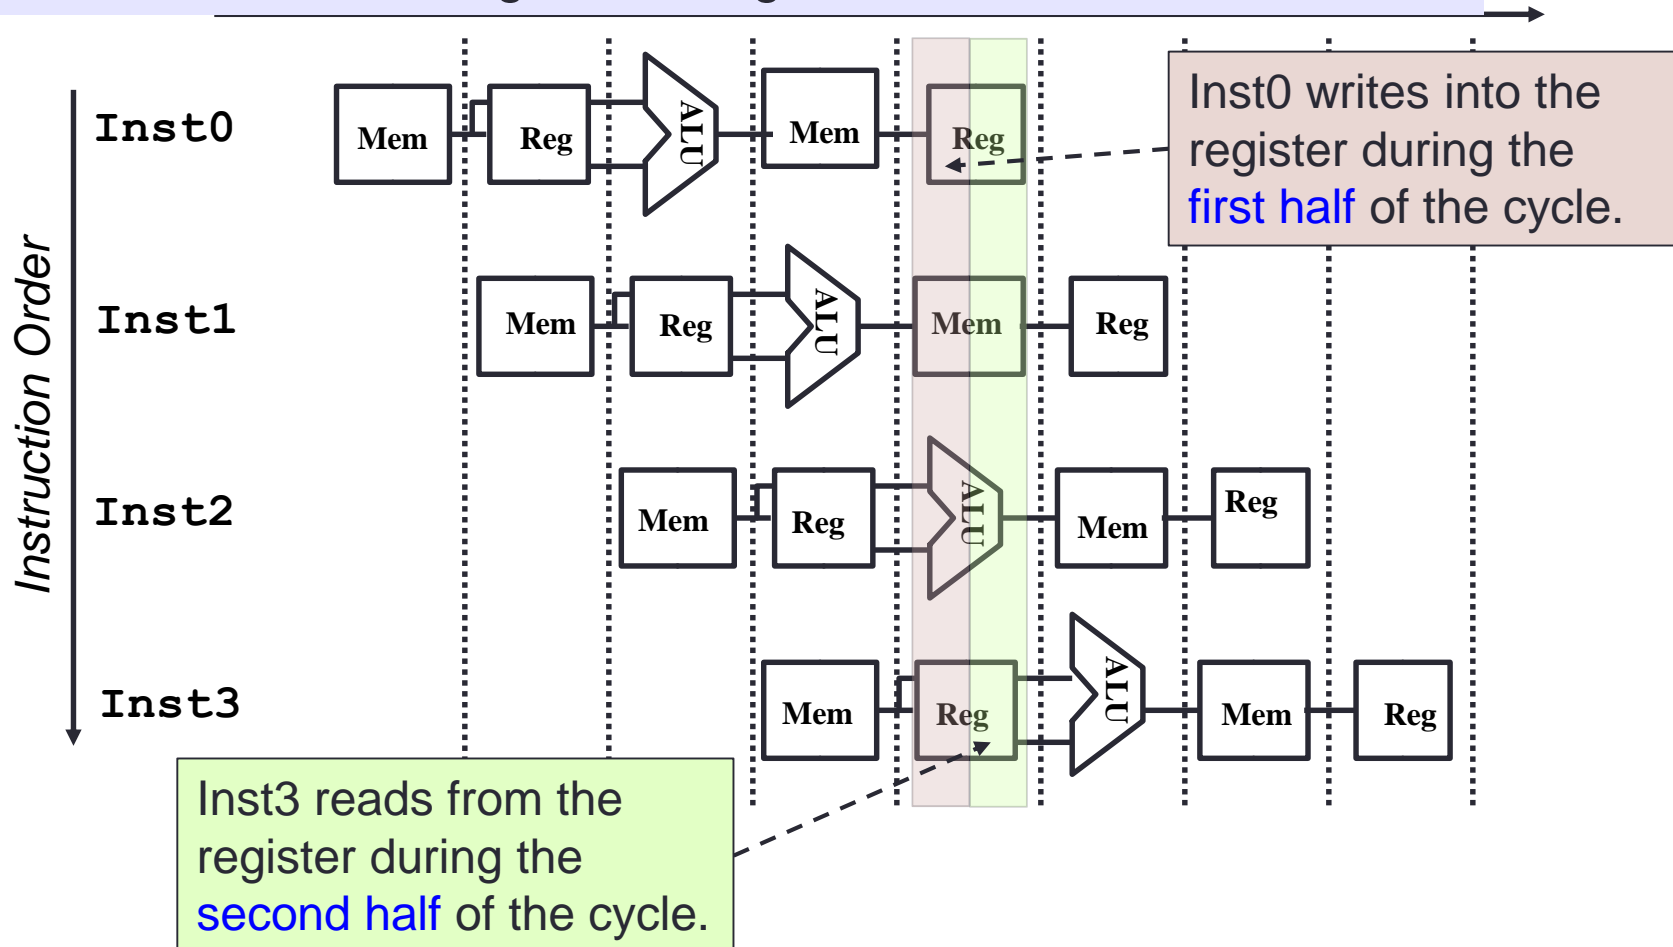 Inst0
Mem
Reg
ALU
Mem
Reg
Inst0 writes into the
register during the
first half of the cycle.
Instruction Order
Inst1
Mem
Reg
ALU
Mem
Reg
Inst2
Mem
Reg
ALU
Mem
Reg
Inst3
Mem
Reg
ALU
Mem
Reg
Inst3 reads from the
register during the
second half of the cycle.